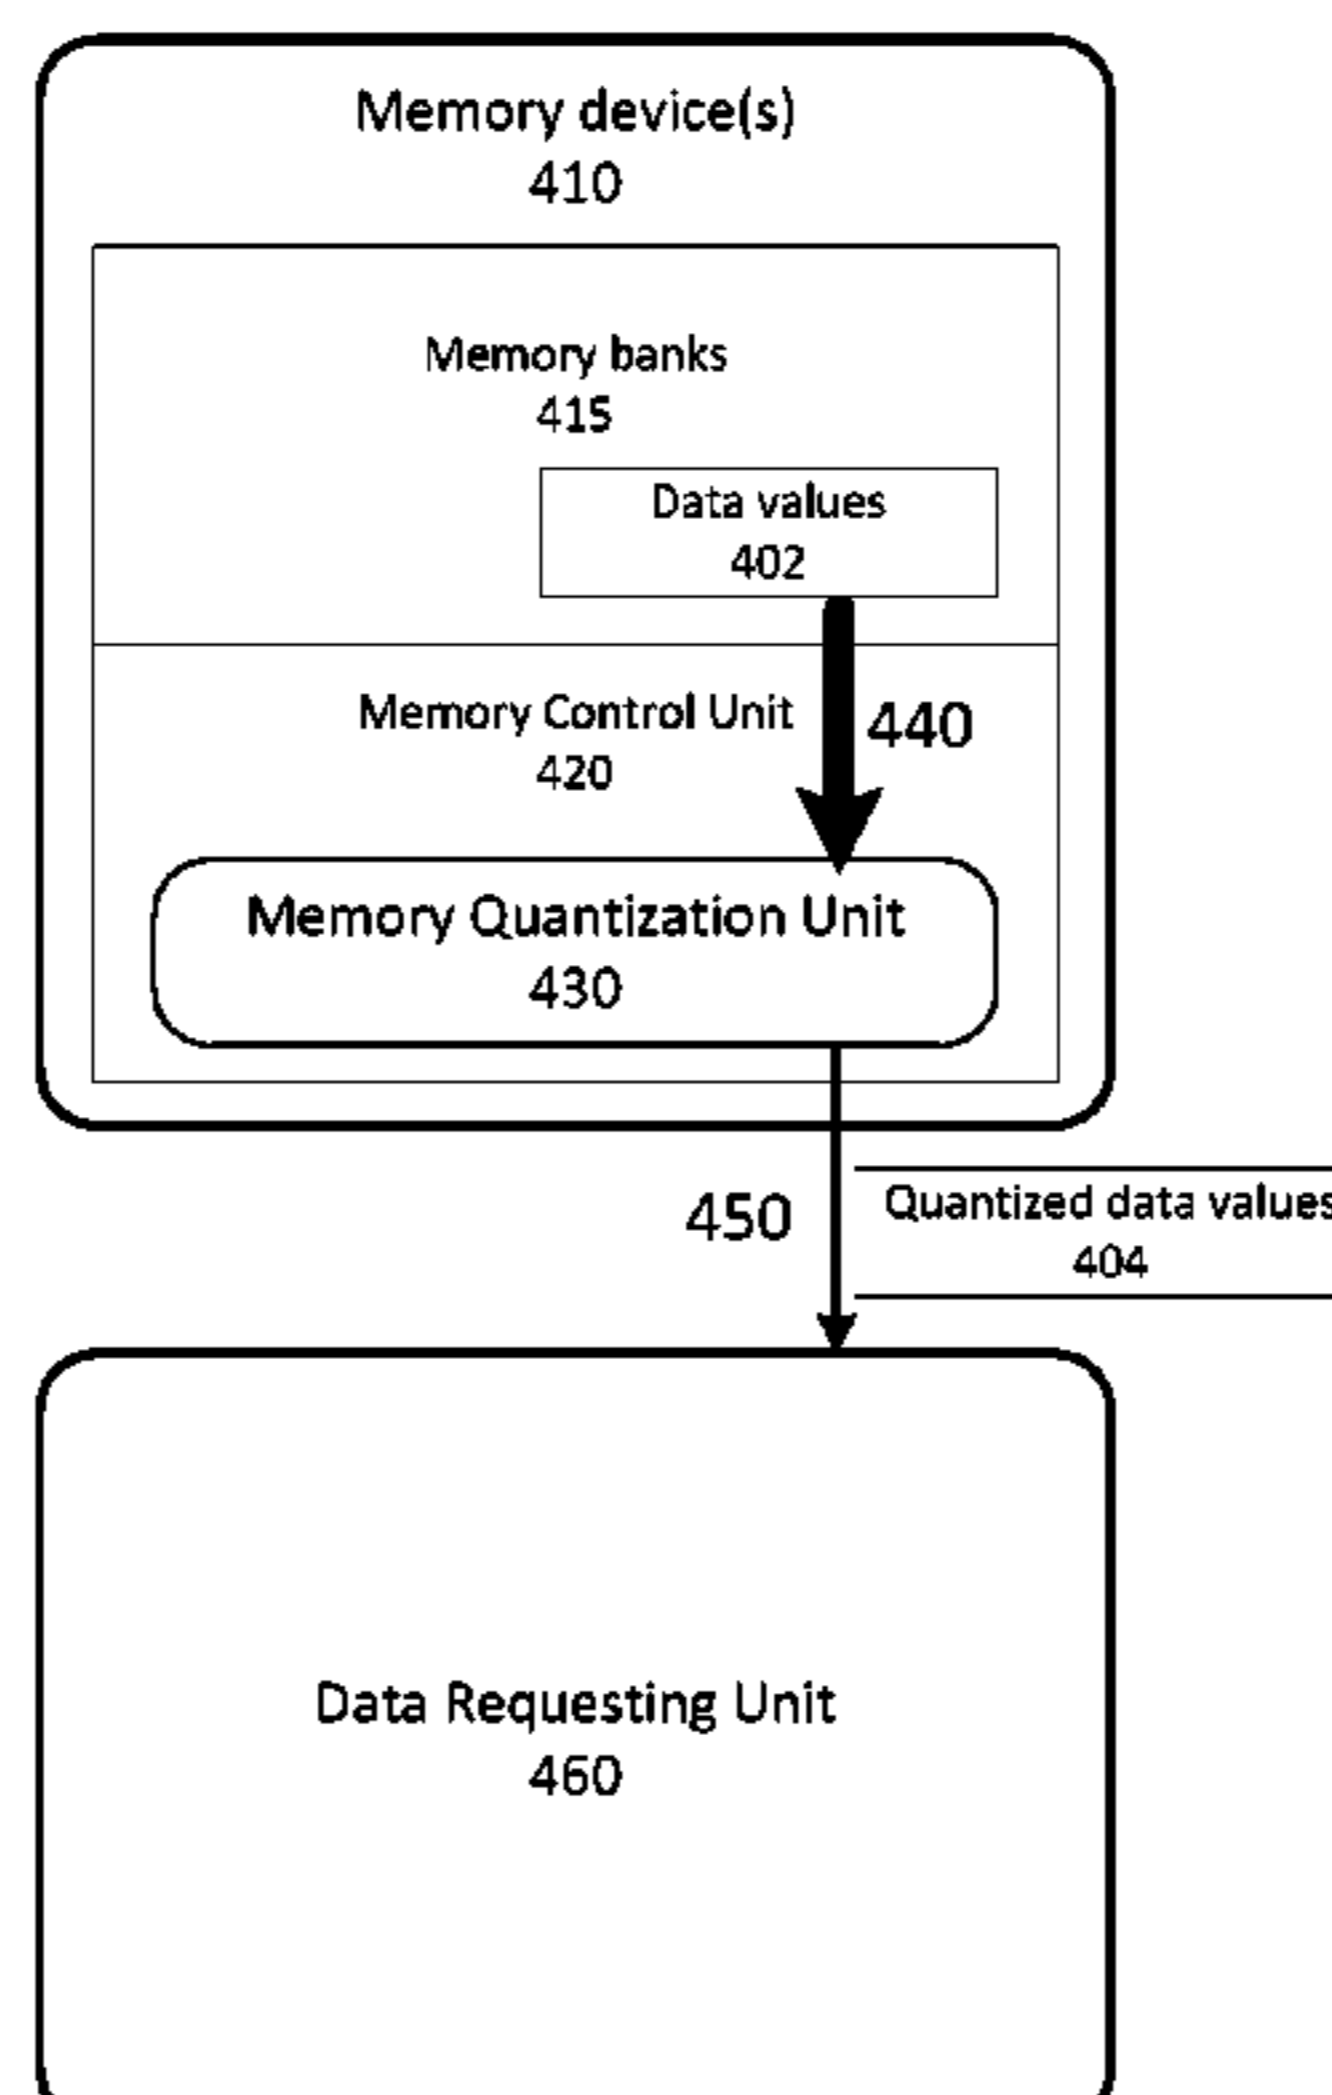 Memory device(s)
410
Memory banks
415
Data values
402
Memory Control Unit
420
440
Memory Quantization Unit
430
450
Quantized data values
404
Data Requesting Unit
460